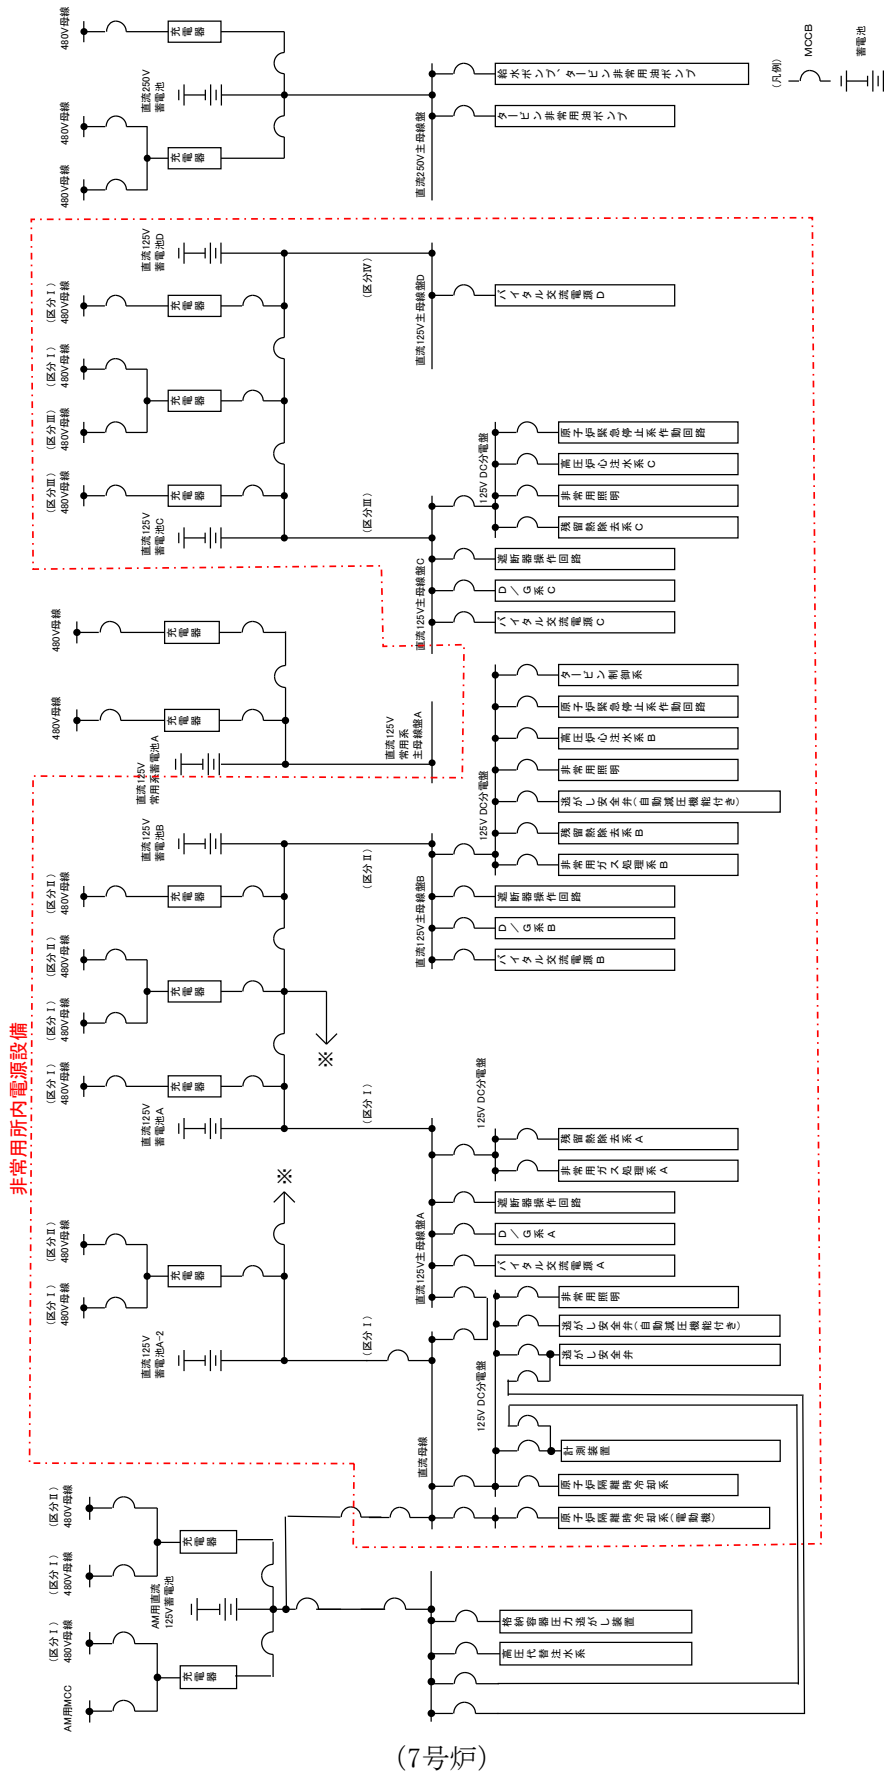 非常用所内電源設備
AM用MCC
(区分Ⅰ)
480V母線
(区分Ⅰ)
480V母線
(区分Ⅱ)
480V母線
充電器
充電器
AM用直流
125V蓄電池
格納容器圧力逃がし装置
高圧代替注水系
(区分Ⅰ)
480V母線
(区分Ⅱ)
480V母線
充電器
直流125V
蓄電池A-2
(区分Ⅰ)
※
直流母線
125V DC分電盤
原子炉隔離時冷却系(電動機)
原子炉隔離時冷却系
計測装置
逃がし安全弁
逃がし安全弁(自動減圧機能付き)
非常用照明
(区分Ⅰ)
480V母線
(区分Ⅰ)
480V母線
(区分Ⅱ)
480V母線
(区分Ⅱ)
480V母線
充電器
充電器
充電器
直流125V
蓄電池A
直流125V
蓄電池B
※
(区分Ⅰ)
(区分Ⅱ)
直流125V主母線盤A
バイタル交流電源A
D/G系A
遮断器操作回路
125V DC分電盤
非常用ガス処理系A
残留熱除去系A
直流125V主母線盤B
バイタル交流電源B
D/G系B
遮断器操作回路
125V DC分電盤
非常用ガス処理系B
残留熱除去系B
逃がし安全弁(自動減圧機能付き)
非常用照明
高圧炉心注水系B
原子炉緊急停止系作動回路
タービン制御系
480V母線
480V母線
充電器
充電器
直流125V
常用系蓄電池A
直流125V
常用系
主母線盤A
(区分Ⅲ)
480V母線
(区分Ⅲ)
480V母線
(区分Ⅰ)
480V母線
(区分Ⅰ)
480V母線
充電器
充電器
充電器
直流125V
蓄電池C
直流125V
蓄電池D
(区分Ⅲ)
(区分Ⅳ)
直流125V主母線盤C
バイタル交流電源C
D/G系C
遮断器操作回路
125V DC分電盤
残留熱除去系C
非常用照明
高圧炉心注水系C
原子炉緊急停止系作動回路
直流125V主母線盤D
バイタル交流電源D
480V母線
480V母線
480V母線
充電器
充電器
直流250V
蓄電池
直流250V主母線盤
タービン非常用油ポンプ
給水ポンプ、タービン非常用油ポンプ
(凡例)
MCCB
蓄電池
(7号炉)